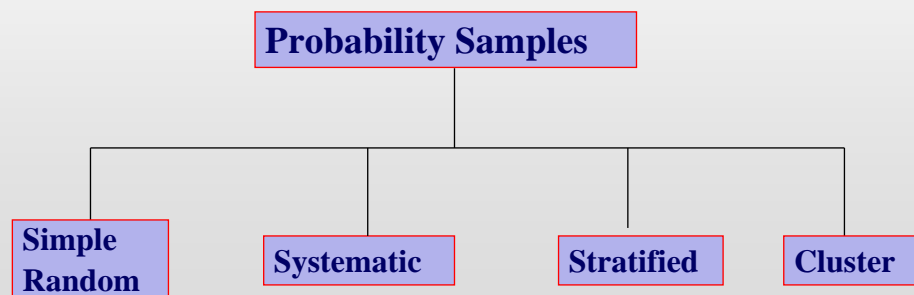 Probability Samples
Simple
Random
Systematic
Stratified
Cluster